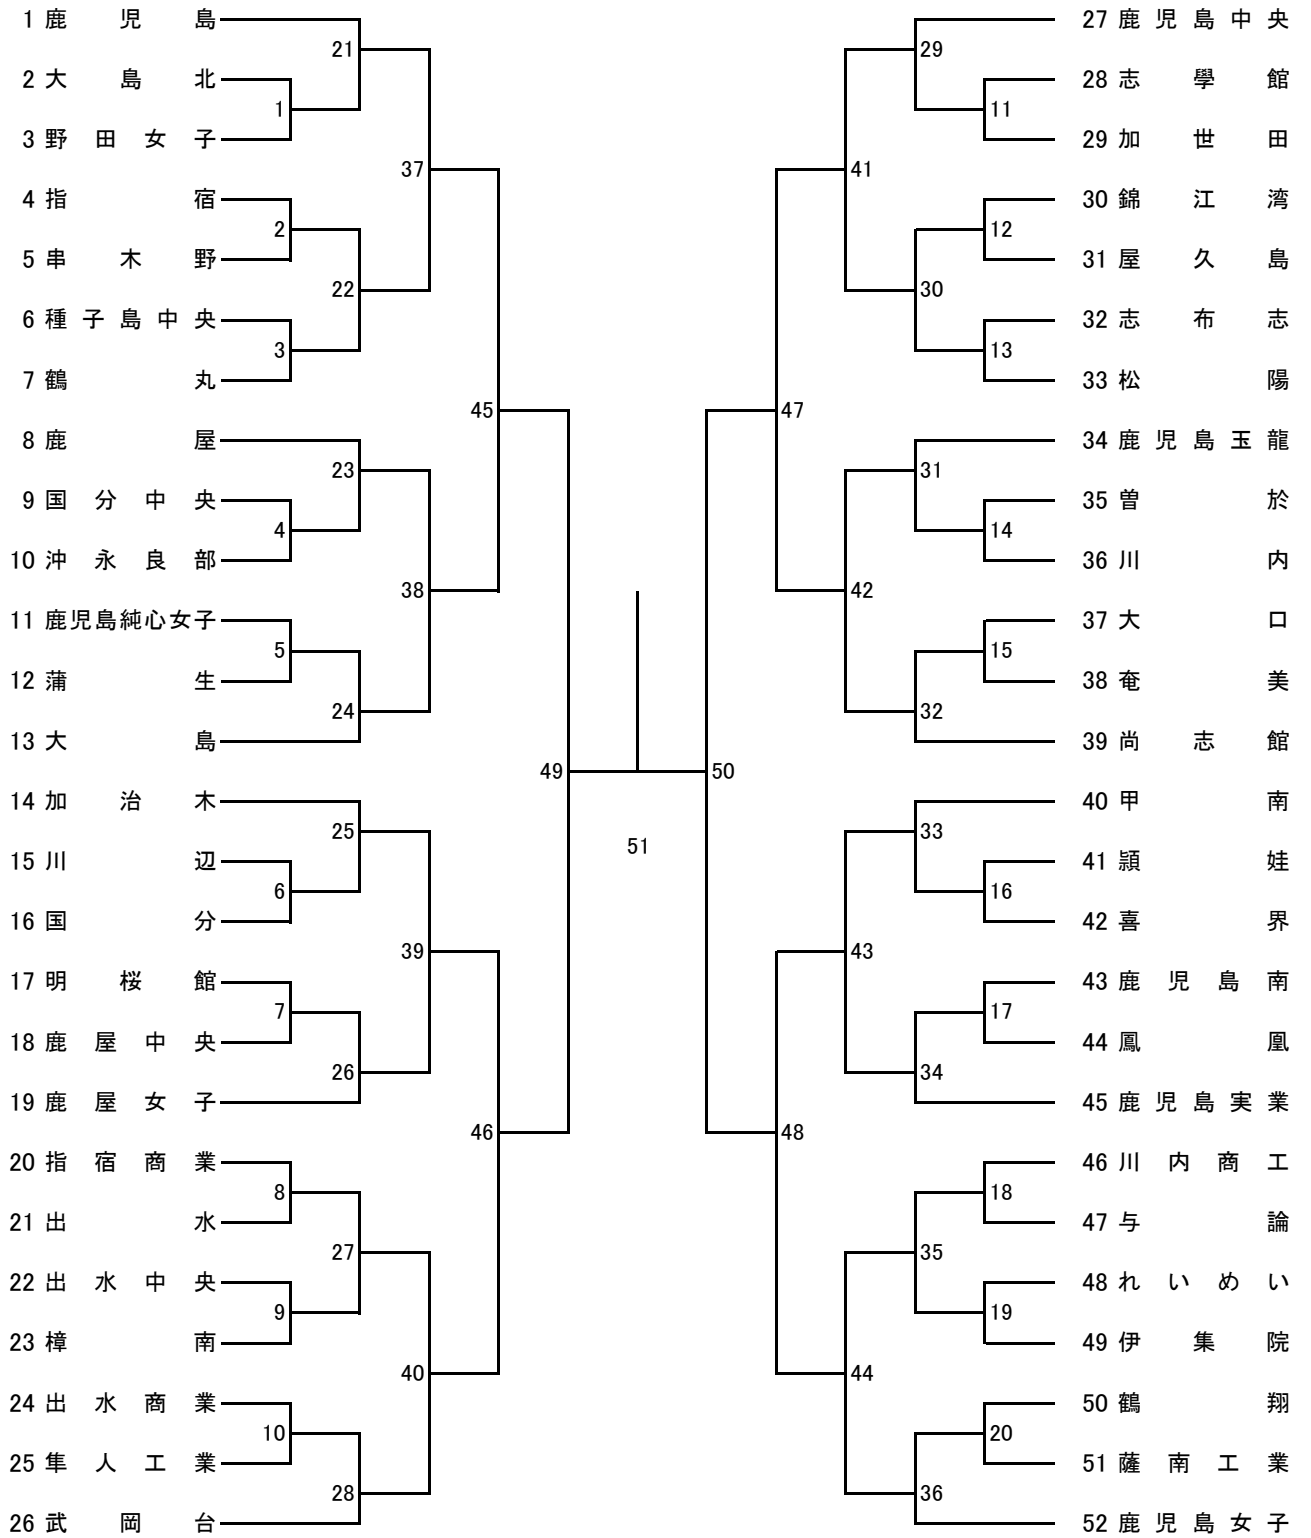 1 鹿児島
2 大島北
3 野田女子
4 指宿
5 串木野
6 種子島中央
7 鶴丸
8 鹿屋
9 国分中央
10 沖永良部
11 鹿児島純心女子
12 蒲生
13 大島
14 加治木
15 川辺
16 国分
17 明桜館
18 鹿屋中央
19 鹿屋女子
20 指宿商業
21 出水
22 出水中央
23 樟南
24 出水商業
25 隼人工業
26 武岡台
1
2
3
4
5
6
7
8
9
10
21
22
23
24
25
26
27
28
37
38
39
40
45
46
49
51
50
47
48
41
42
43
44
29
30
31
32
33
34
35
36
11
12
13
14
15
16
17
18
19
20
27 鹿児島中央
28 志學館
29 加世田
30 錦江湾
31 屋久島
32 志布志
33 松陽
34 鹿児島玉龍
35 曽於
36 川内
37 大口
38 奄美
39 尚志館
40 甲南
41 頴娃
42 喜界
43 鹿児島南
44 鳳凰
45 鹿児島実業
46 川内商工
47 与論
48 れいめい
49 伊集院
50 鶴翔
51 薩南工業
52 鹿児島女子